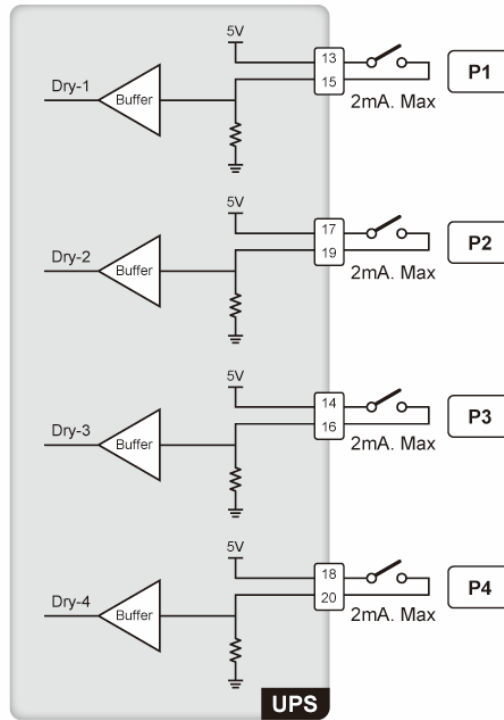 5V
13
P1
Dry-1
Buffer
15
2mA. Max
5V
17
P2
Dry-2
Buffer
19
2mA. Max
5V
14
P3
Dry-3
Buffer
16
2mA. Max
5V
18
P4
Dry-4
Buffer
20
2mA. Max
UPS